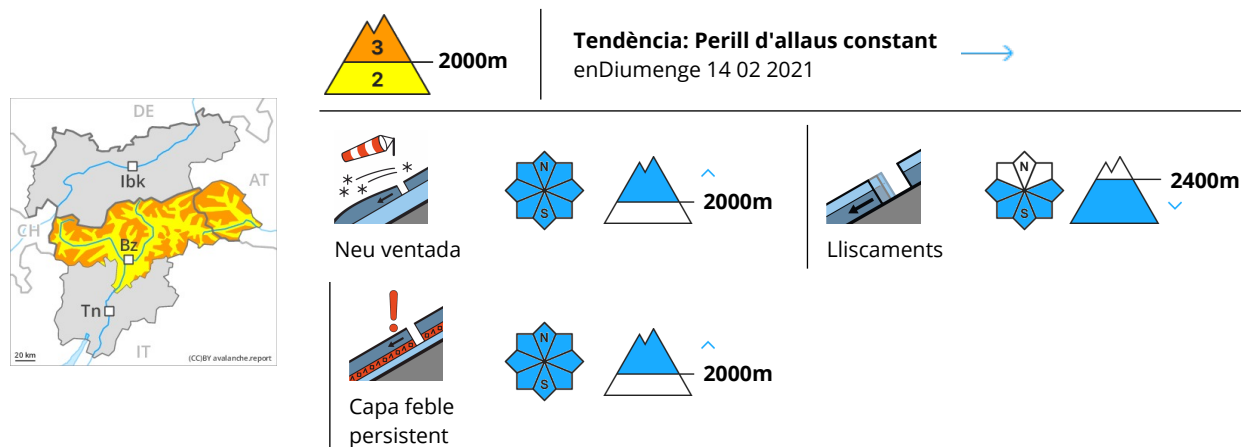 3
2
2000m
Tendència: Perill d'allaus constant
enDiumenge 14 02 2021
DE
Ibk
AT
CH
Bz
Tn
IT
20 km
(CC)BY avalanche.report
N
S
2000m
Neu ventada
N
S
2400m
Lliscaments
N
S
2000m
Capa feble
persistent